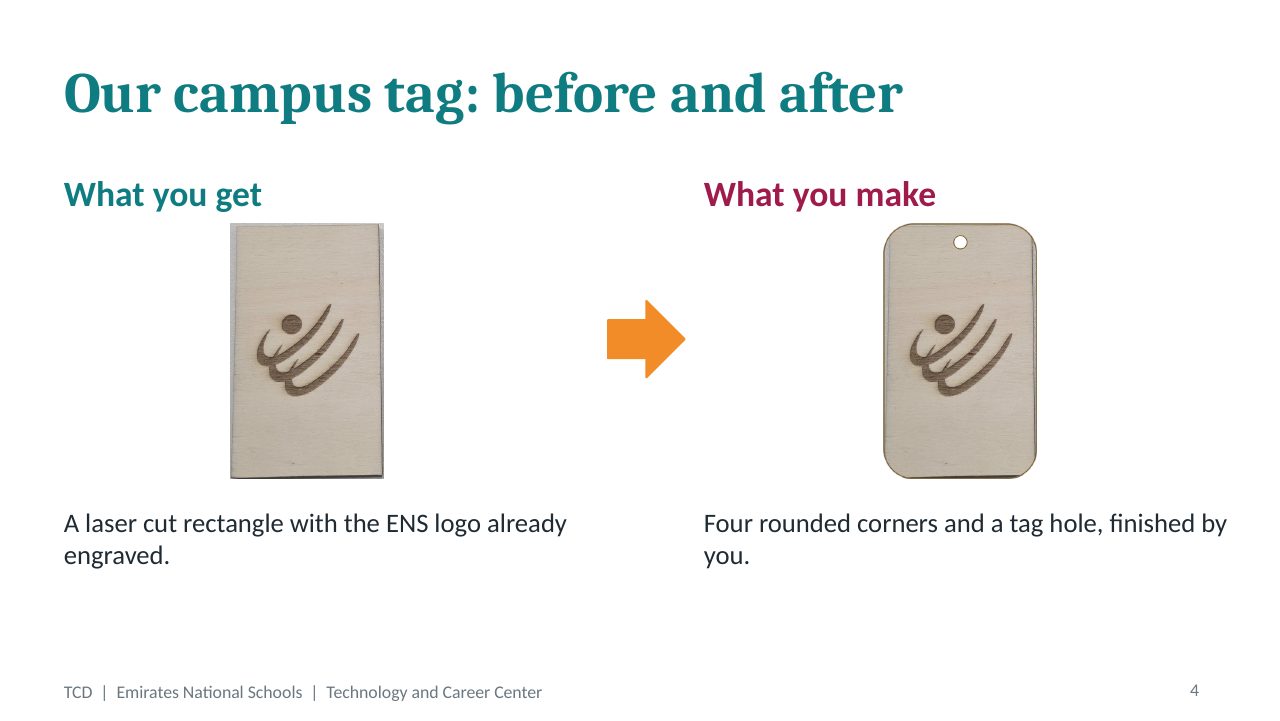 Our campus tag: before and after
What you get
What you make
A laser cut rectangle with the ENS logo already
engraved.
Four rounded corners and a tag hole, finished by
you.
TCD | Emirates National Schools | Technology and Career Center
4